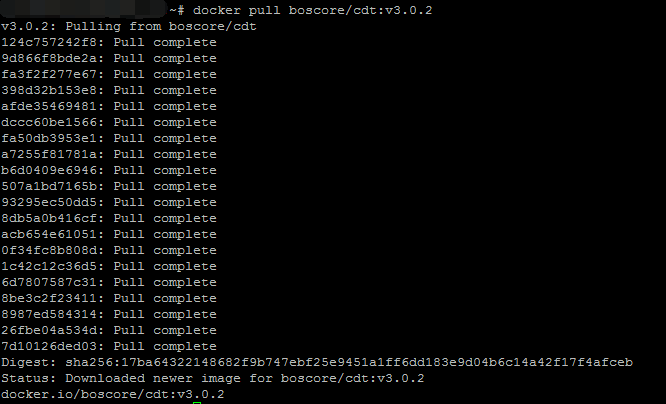 ~# docker pull boscore/cdt:v3.0.2
v3.0.2: Pulling from boscore/cdt
124c757242f8: Pull complete
9d866f8bde2a: Pull complete
fa3f2f277e67: Pull complete
398d32b153e8: Pull complete
afde35469481: Pull complete
dccc60be1566: Pull complete
fa50db3953e1: Pull complete
a7255f81781a: Pull complete
b6d0409e6946: Pull complete
507a1bd7165b: Pull complete
93295ec50dd5: Pull complete
8db5a0b416cf: Pull complete
acb654e61051: Pull complete
0f34fc8b808d: Pull complete
1c42c12c36d5: Pull complete
6d7807587c31: Pull complete
8be3c2f23411: Pull complete
8987ed584314: Pull complete
26fbe04a534d: Pull complete
7d10126ded03: Pull complete
Digest: sha256:17ba64322148682f9b747ebf25e9451a1ff6dd183e9d04b6c14a42f17f4afceb
Status: Downloaded newer image for boscore/cdt:v3.0.2
docker.io/boscore/cdt:v3.0.2